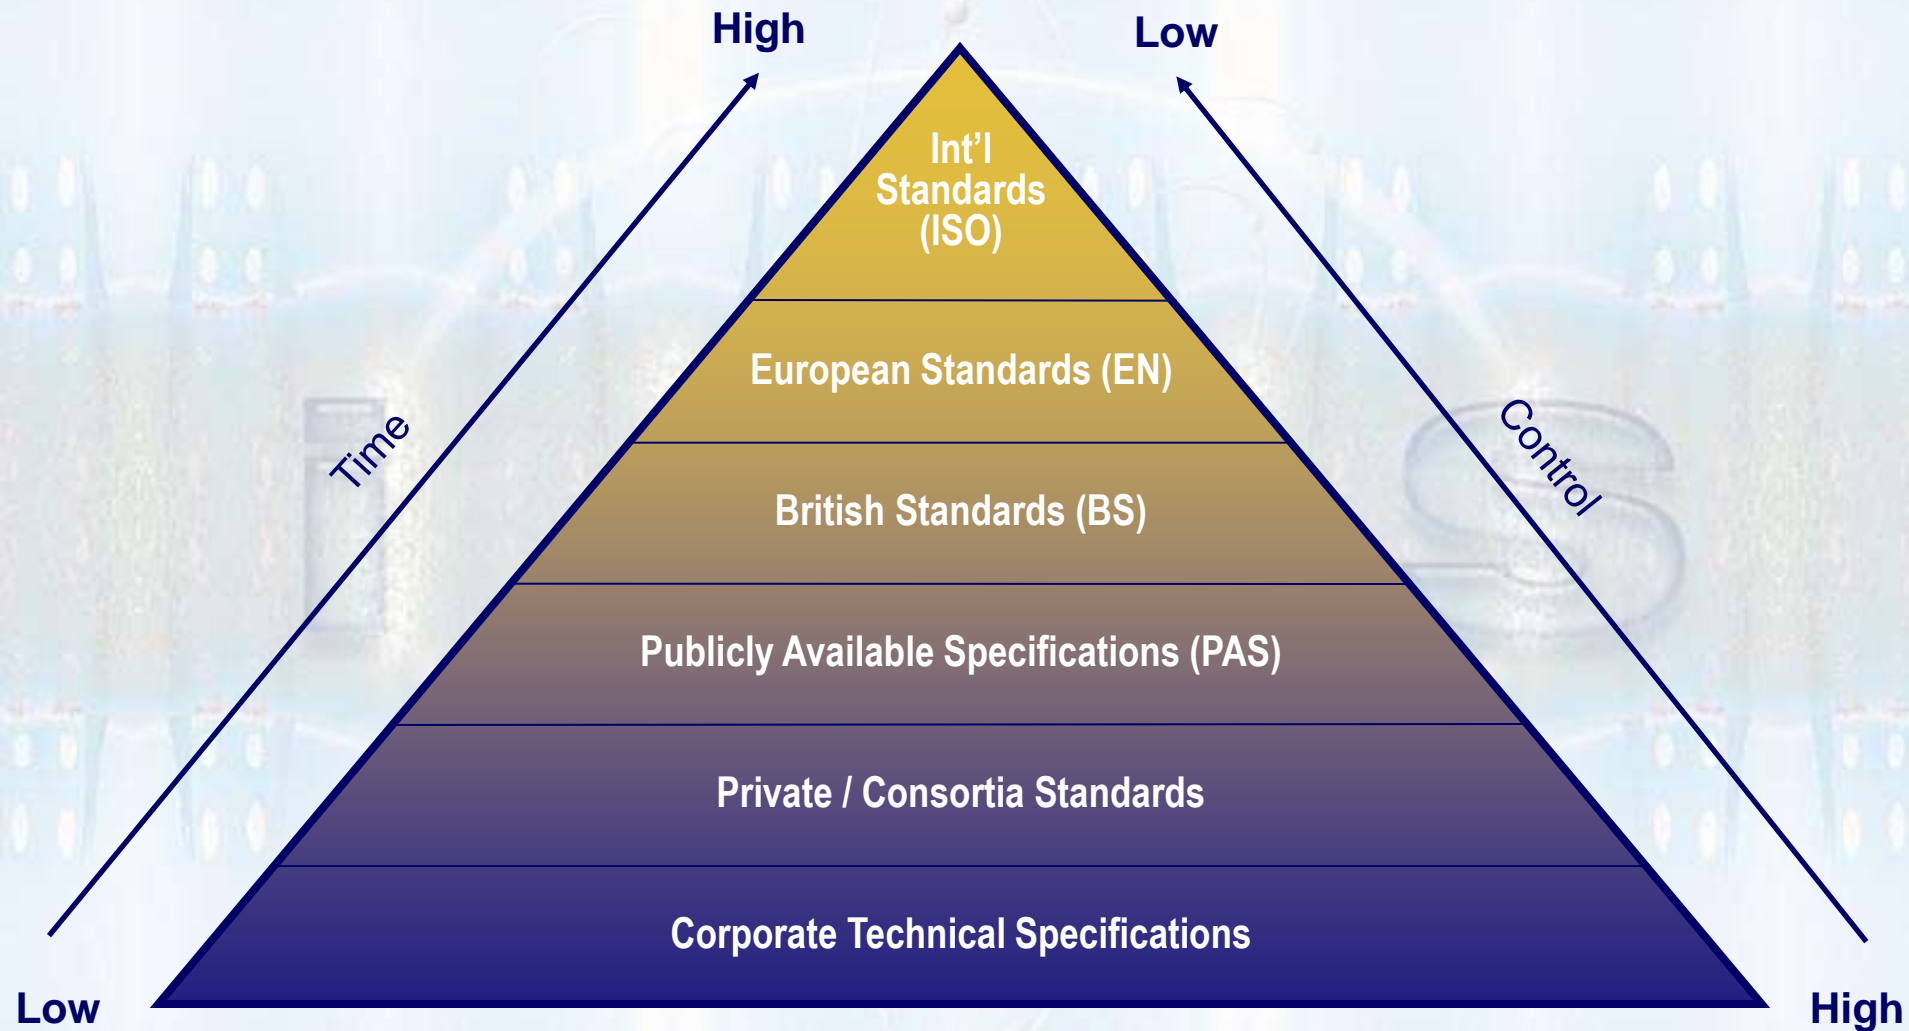 High
Low
Int’l
Standards
(ISO)
European Standards (EN)
Time
Control
British Standards (BS)
Publicly Available Specifications (PAS)
Private / Consortia Standards
Corporate Technical Specifications
Low
High
i
S